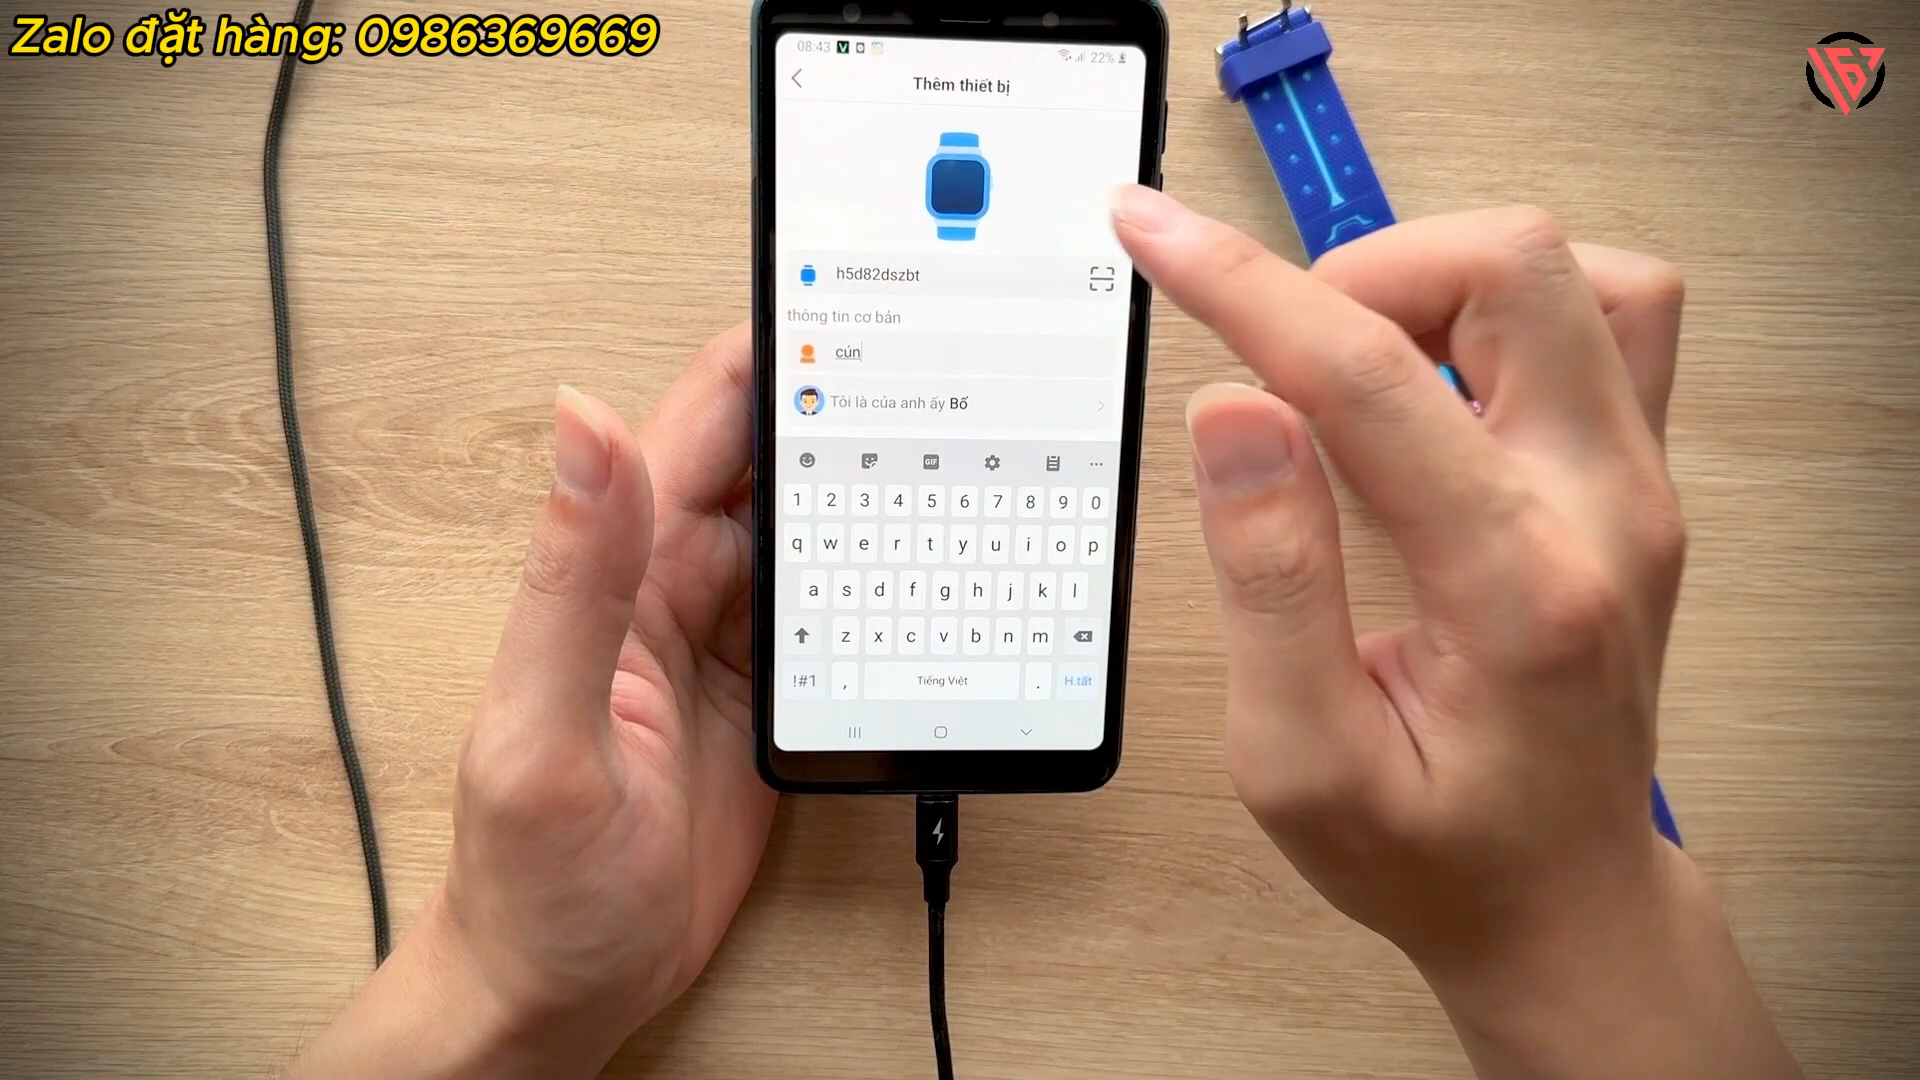 Zalo đặt hàng: 0986369669
08:43
22%
Thêm thiết bị
h5d82dszbt
thông tin cơ bản
cún
Tôi là của anh ấy Bố
GIF
1 2 3 4 5 6 7 8 9 0
q w e r t y u i o p
a s d f g h j k l
z x c v b n m
!#1 , Tiếng Việt . H.tất